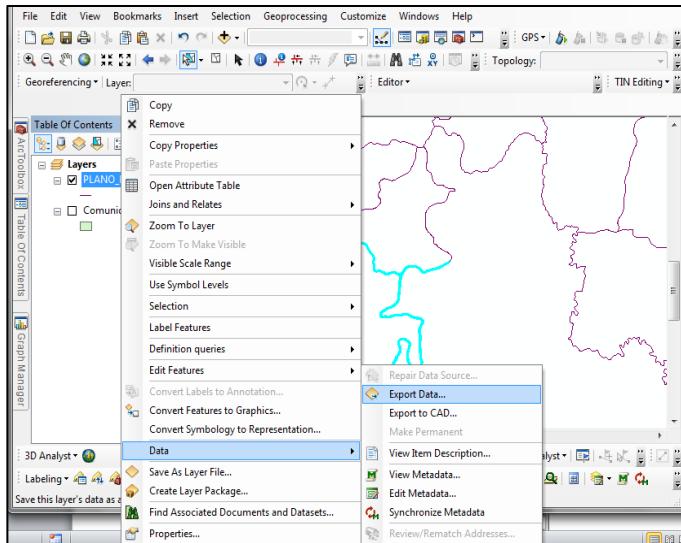 File Edit View Bookmarks Insert Selection Geoprocessing Customize Windows Help
GPS
Topology:
Georeferencing Layer: Editor TIN Editing
Table Of Contents
Layers
PLANO_
Comunic
ArcToolbox
Table Of Contents
Graph Manager
Copy
Remove
Copy Properties
Paste Properties
Open Attribute Table
Joins and Relates
Zoom To Layer
Zoom To Make Visible
Visible Scale Range
Use Symbol Levels
Selection
Label Features
Definition queries
Edit Features
Convert Labels to Annotation...
Convert Features to Graphics...
Convert Symbology to Representation...
Data
Save As Layer File...
Create Layer Package...
Find Associated Documents and Datasets...
Properties...
Repair Data Source...
Export Data...
Export to CAD...
Make Permanent
View Item Description...
View Metadata...
Edit Metadata...
Synchronize Metadata
Review/Rematch Addresses...
3D Analyst
alyst
Labeling
Save this layer's data as a